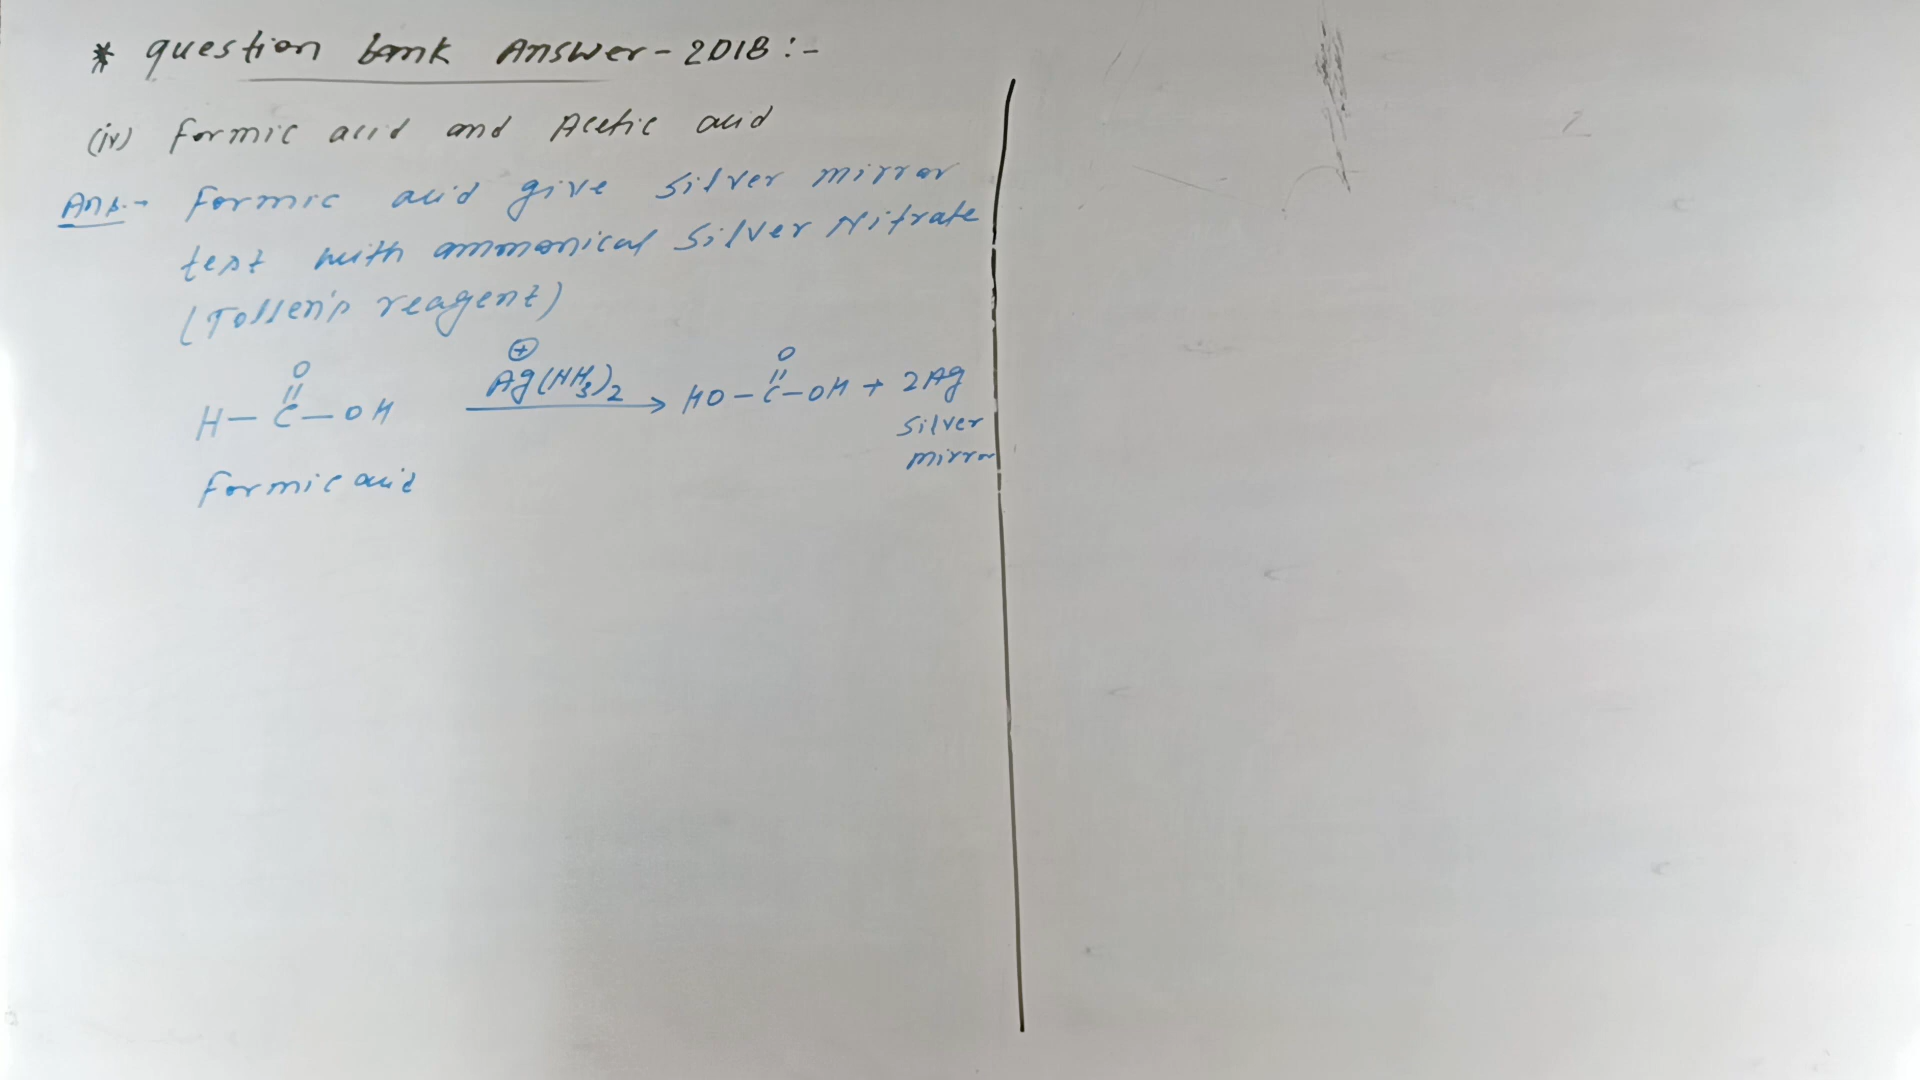 * question bank Answer - 2018 :-
(iv) Formic acid and Acetic acid
Ans:- Formic acid give silver mirror
test with ammonical silver Nitrate
(Tollen's reagent)
H-C(=O)-OH —Ag(NH3)2⊕→ HO-C(=O)-OH + 2Ag
silver
mirror
Formic acid